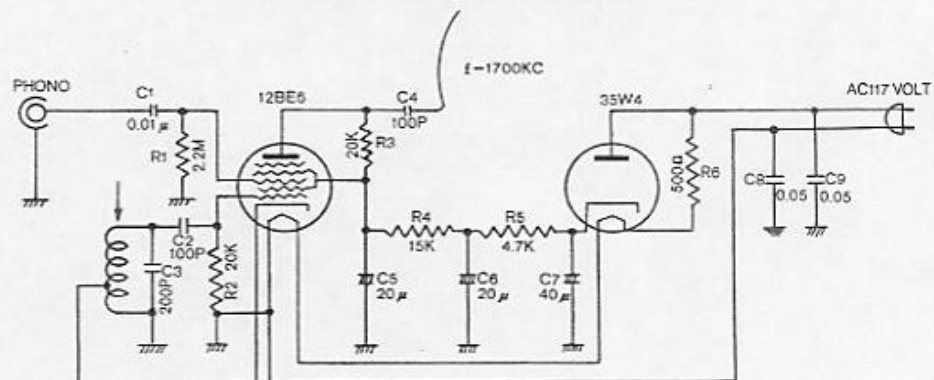 f=1700KC
PHONO
C1
0.01μ
R1
2.2M
12BE6
C4
100P
20K
R3
35W4
AC117 VOLT
500Ω
R6
C8
0.05
C9
0.05
C2
100P
C3
200P
20K
R2
R4
15K
R5
4.7K
C5
20μ
C6
20μ
C7
40μ